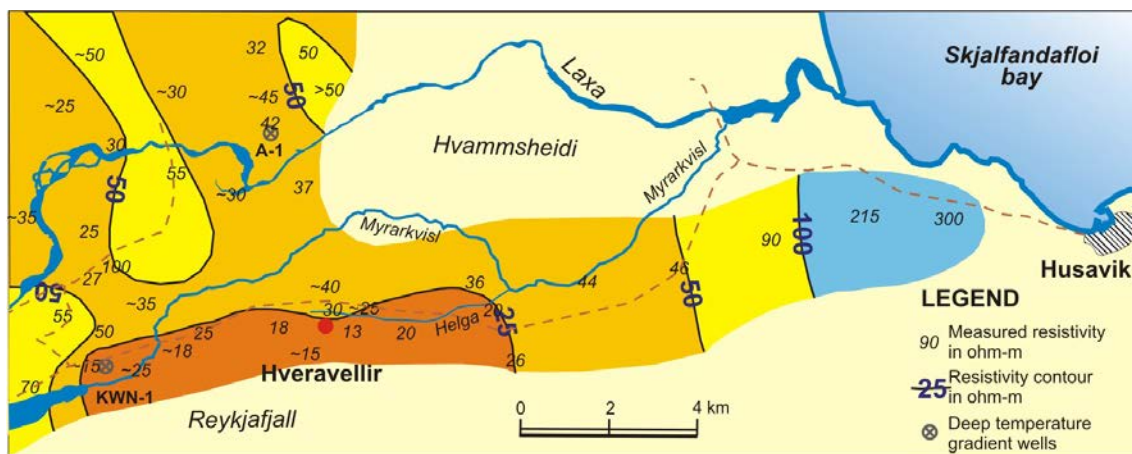 ~50
32
50
Laxa
Skjalfandafloi
bay
~25
~30
~45
50
>50
42
A-1
Hvammsheidi
30
50
55
~30
37
Myrarkvisl
~35
25
Myrarkvisl
215
300
90
100
27
100
50
55
~35
~40
36
44
46
50
Husavik
50
25
18
30
~25
13
20
20
Helga
25
~18
~15
~15
~25
26
70
KWN-1
Hveravellir
Reykjafjall
0 2 4 km
LEGEND
90 Measured resistivity
in ohm-m
25 Resistivity contour
in ohm-m
Deep temperature
gradient wells